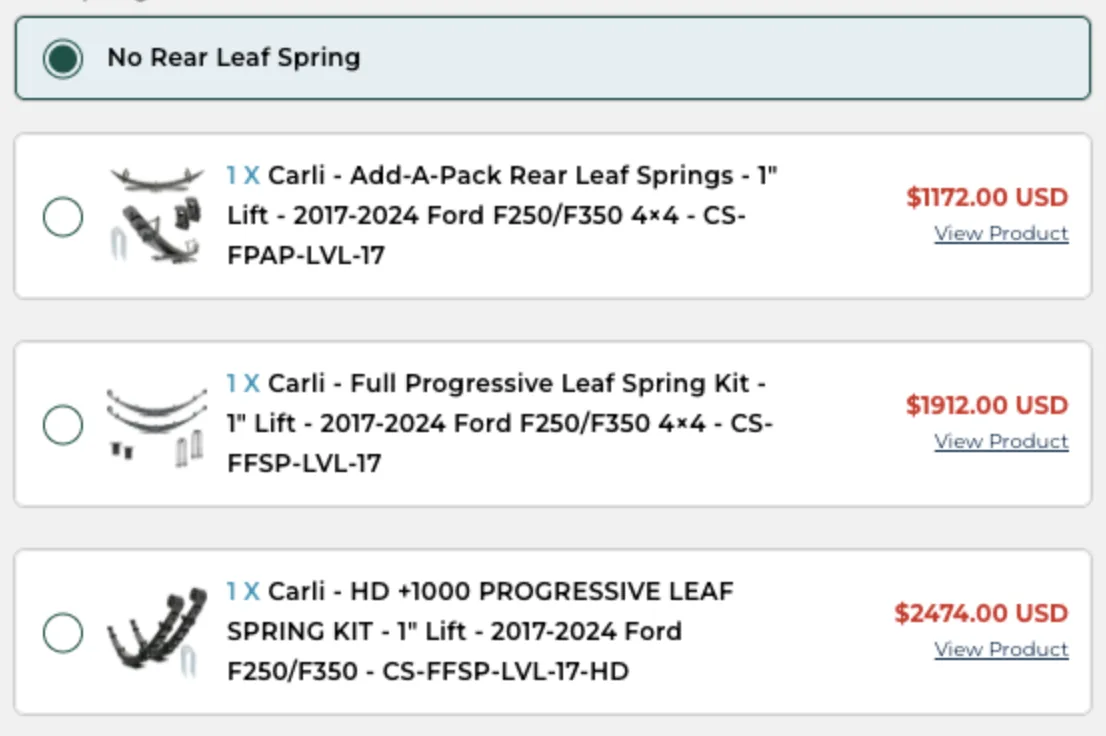 No Rear Leaf Spring
1 X Carli - Add-A-Pack Rear Leaf Springs - 1"
Lift - 2017-2024 Ford F250/F350 4×4 - CS-
FPAP-LVL-17
$1172.00 USD
View Product
1 X Carli - Full Progressive Leaf Spring Kit -
1" Lift - 2017-2024 Ford F250/F350 4×4 - CS-
FFSP-LVL-17
$1912.00 USD
View Product
1 X Carli - HD +1000 PROGRESSIVE LEAF
SPRING KIT - 1" Lift - 2017-2024 Ford
F250/F350 - CS-FFSP-LVL-17-HD
$2474.00 USD
View Product